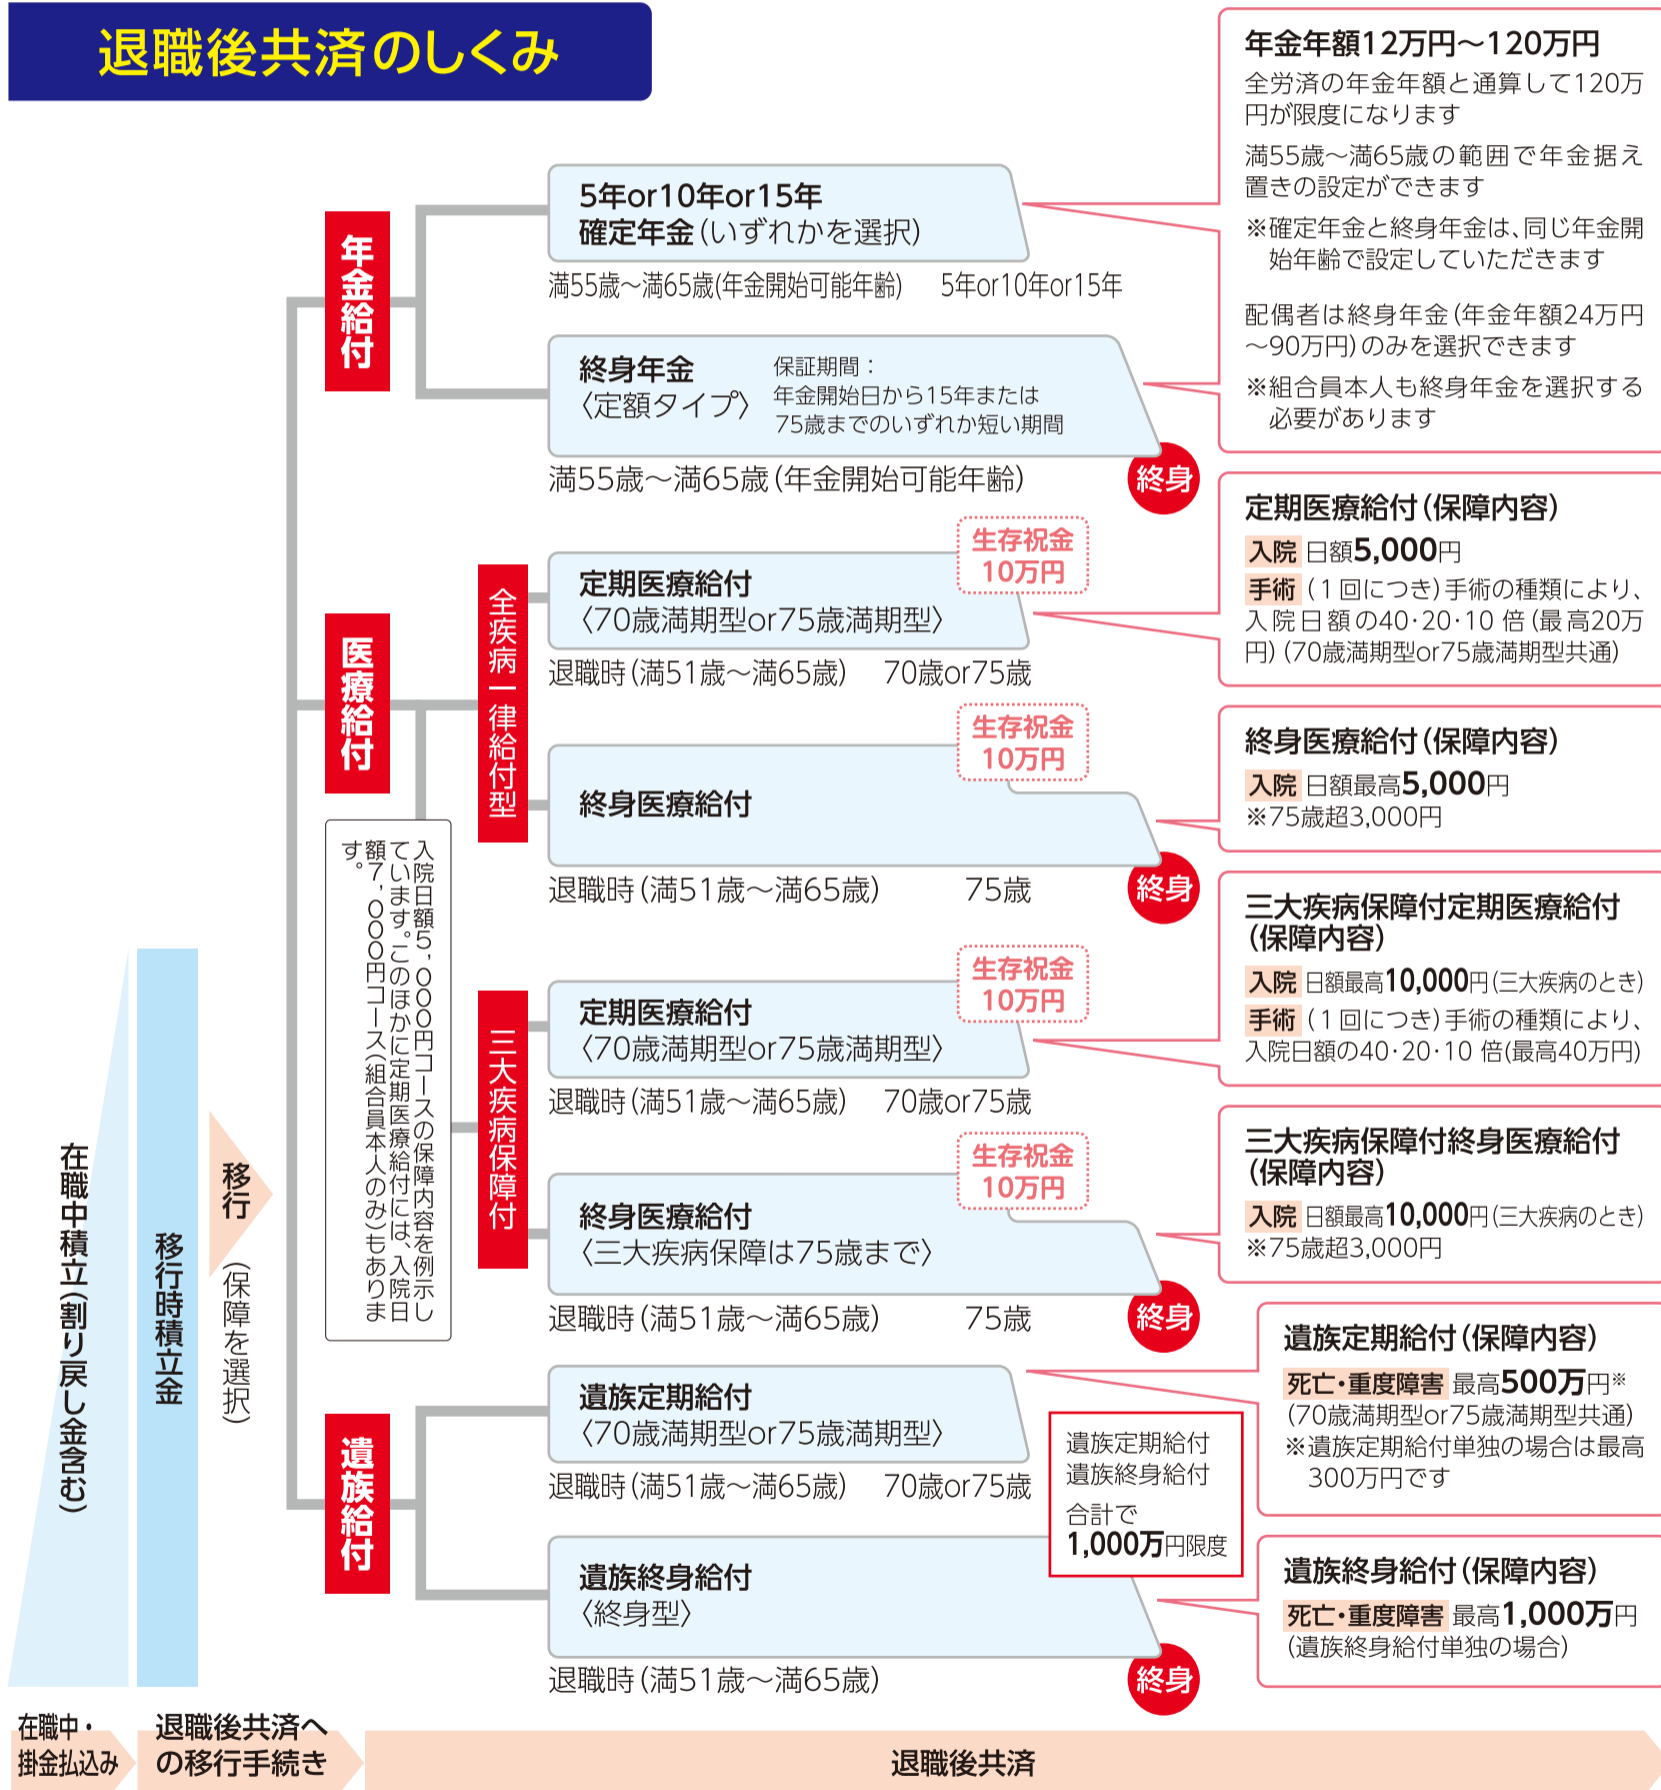 退職後共済のしくみ
年金給付
5年or10年or15年
確定年金(いずれかを選択)
満55歳～満65歳(年金開始可能年齢)　5年or10年or15年
終身年金
〈定額タイプ〉
保証期間：
年金開始日から15年または
75歳までのいずれか短い期間
満55歳～満65歳(年金開始可能年齢)
終身
年金年額12万円～120万円
全労済の年金年額と通算して120万
円が限度になります
満55歳～満65歳の範囲で年金据え
置きの設定ができます
※確定年金と終身年金は、同じ年金開
始年齢で設定していただきます
配偶者は終身年金(年金年額24万円
～90万円)のみを選択できます
※組合員本人も終身年金を選択する
必要があります
医療給付
入院日額5,000円コースの保障内容を例示し
ています。このほかに定期医療給付には、入院日
額7,000円コース(組合員本人のみ)もありま
す。
全疾病一律給付型
定期医療給付
〈70歳満期型or75歳満期型〉
生存祝金
10万円
退職時(満51歳～満65歳)　70歳or75歳
定期医療給付(保障内容)
入院 日額5,000円
手術 (1回につき)手術の種類により、
入院日額の40･20･10倍(最高20万
円)(70歳満期型or75歳満期型共通)
終身医療給付
生存祝金
10万円
退職時(満51歳～満65歳)　75歳
終身
終身医療給付(保障内容)
入院 日額最高5,000円
※75歳超3,000円
三大疾病保障付
定期医療給付
〈70歳満期型or75歳満期型〉
生存祝金
10万円
退職時(満51歳～満65歳)　70歳or75歳
三大疾病保障付定期医療給付
(保障内容)
入院 日額最高10,000円(三大疾病のとき)
手術 (1回につき)手術の種類により、
入院日額の40･20･10倍(最高40万円)
終身医療給付
〈三大疾病保障は75歳まで〉
生存祝金
10万円
退職時(満51歳～満65歳)　75歳
終身
三大疾病保障付終身医療給付
(保障内容)
入院 日額最高10,000円(三大疾病のとき)
※75歳超3,000円
遺族給付
遺族定期給付
〈70歳満期型or75歳満期型〉
退職時(満51歳～満65歳)　70歳or75歳
遺族定期給付(保障内容)
死亡･重度障害 最高500万円※
(70歳満期型or75歳満期型共通)
※遺族定期給付単独の場合は最高
300万円です
遺族定期給付
遺族終身給付
合計で
1,000万円限度
遺族終身給付
〈終身型〉
退職時(満51歳～満65歳)
終身
遺族終身給付(保障内容)
死亡･重度障害 最高1,000万円
(遺族終身給付単独の場合)
在職中積立(割り戻し金含む)
移行時積立金
移行
(保障を選択)
在職中・
掛金払込み
退職後共済へ
の移行手続き
退職後共済